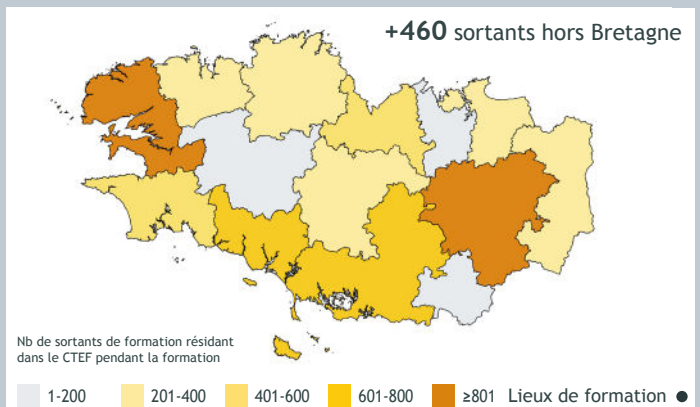 +460 sortants hors Bretagne
Nb de sortants de formation résidant
dans le CTEF pendant la formation
1-200 201-400 401-600 601-800 ≥801 Lieux de formation ●